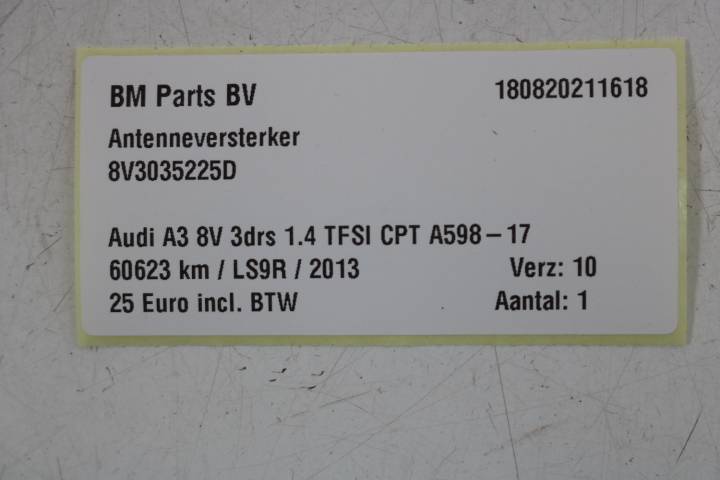 BM Parts BV 180820211618
Antenneversterker
8V3035225D
Audi A3 8V 3drs 1.4 TFSI CPT A598-17
60623 km / LS9R / 2013 Verz: 10
25 Euro incl. BTW Aantal: 1